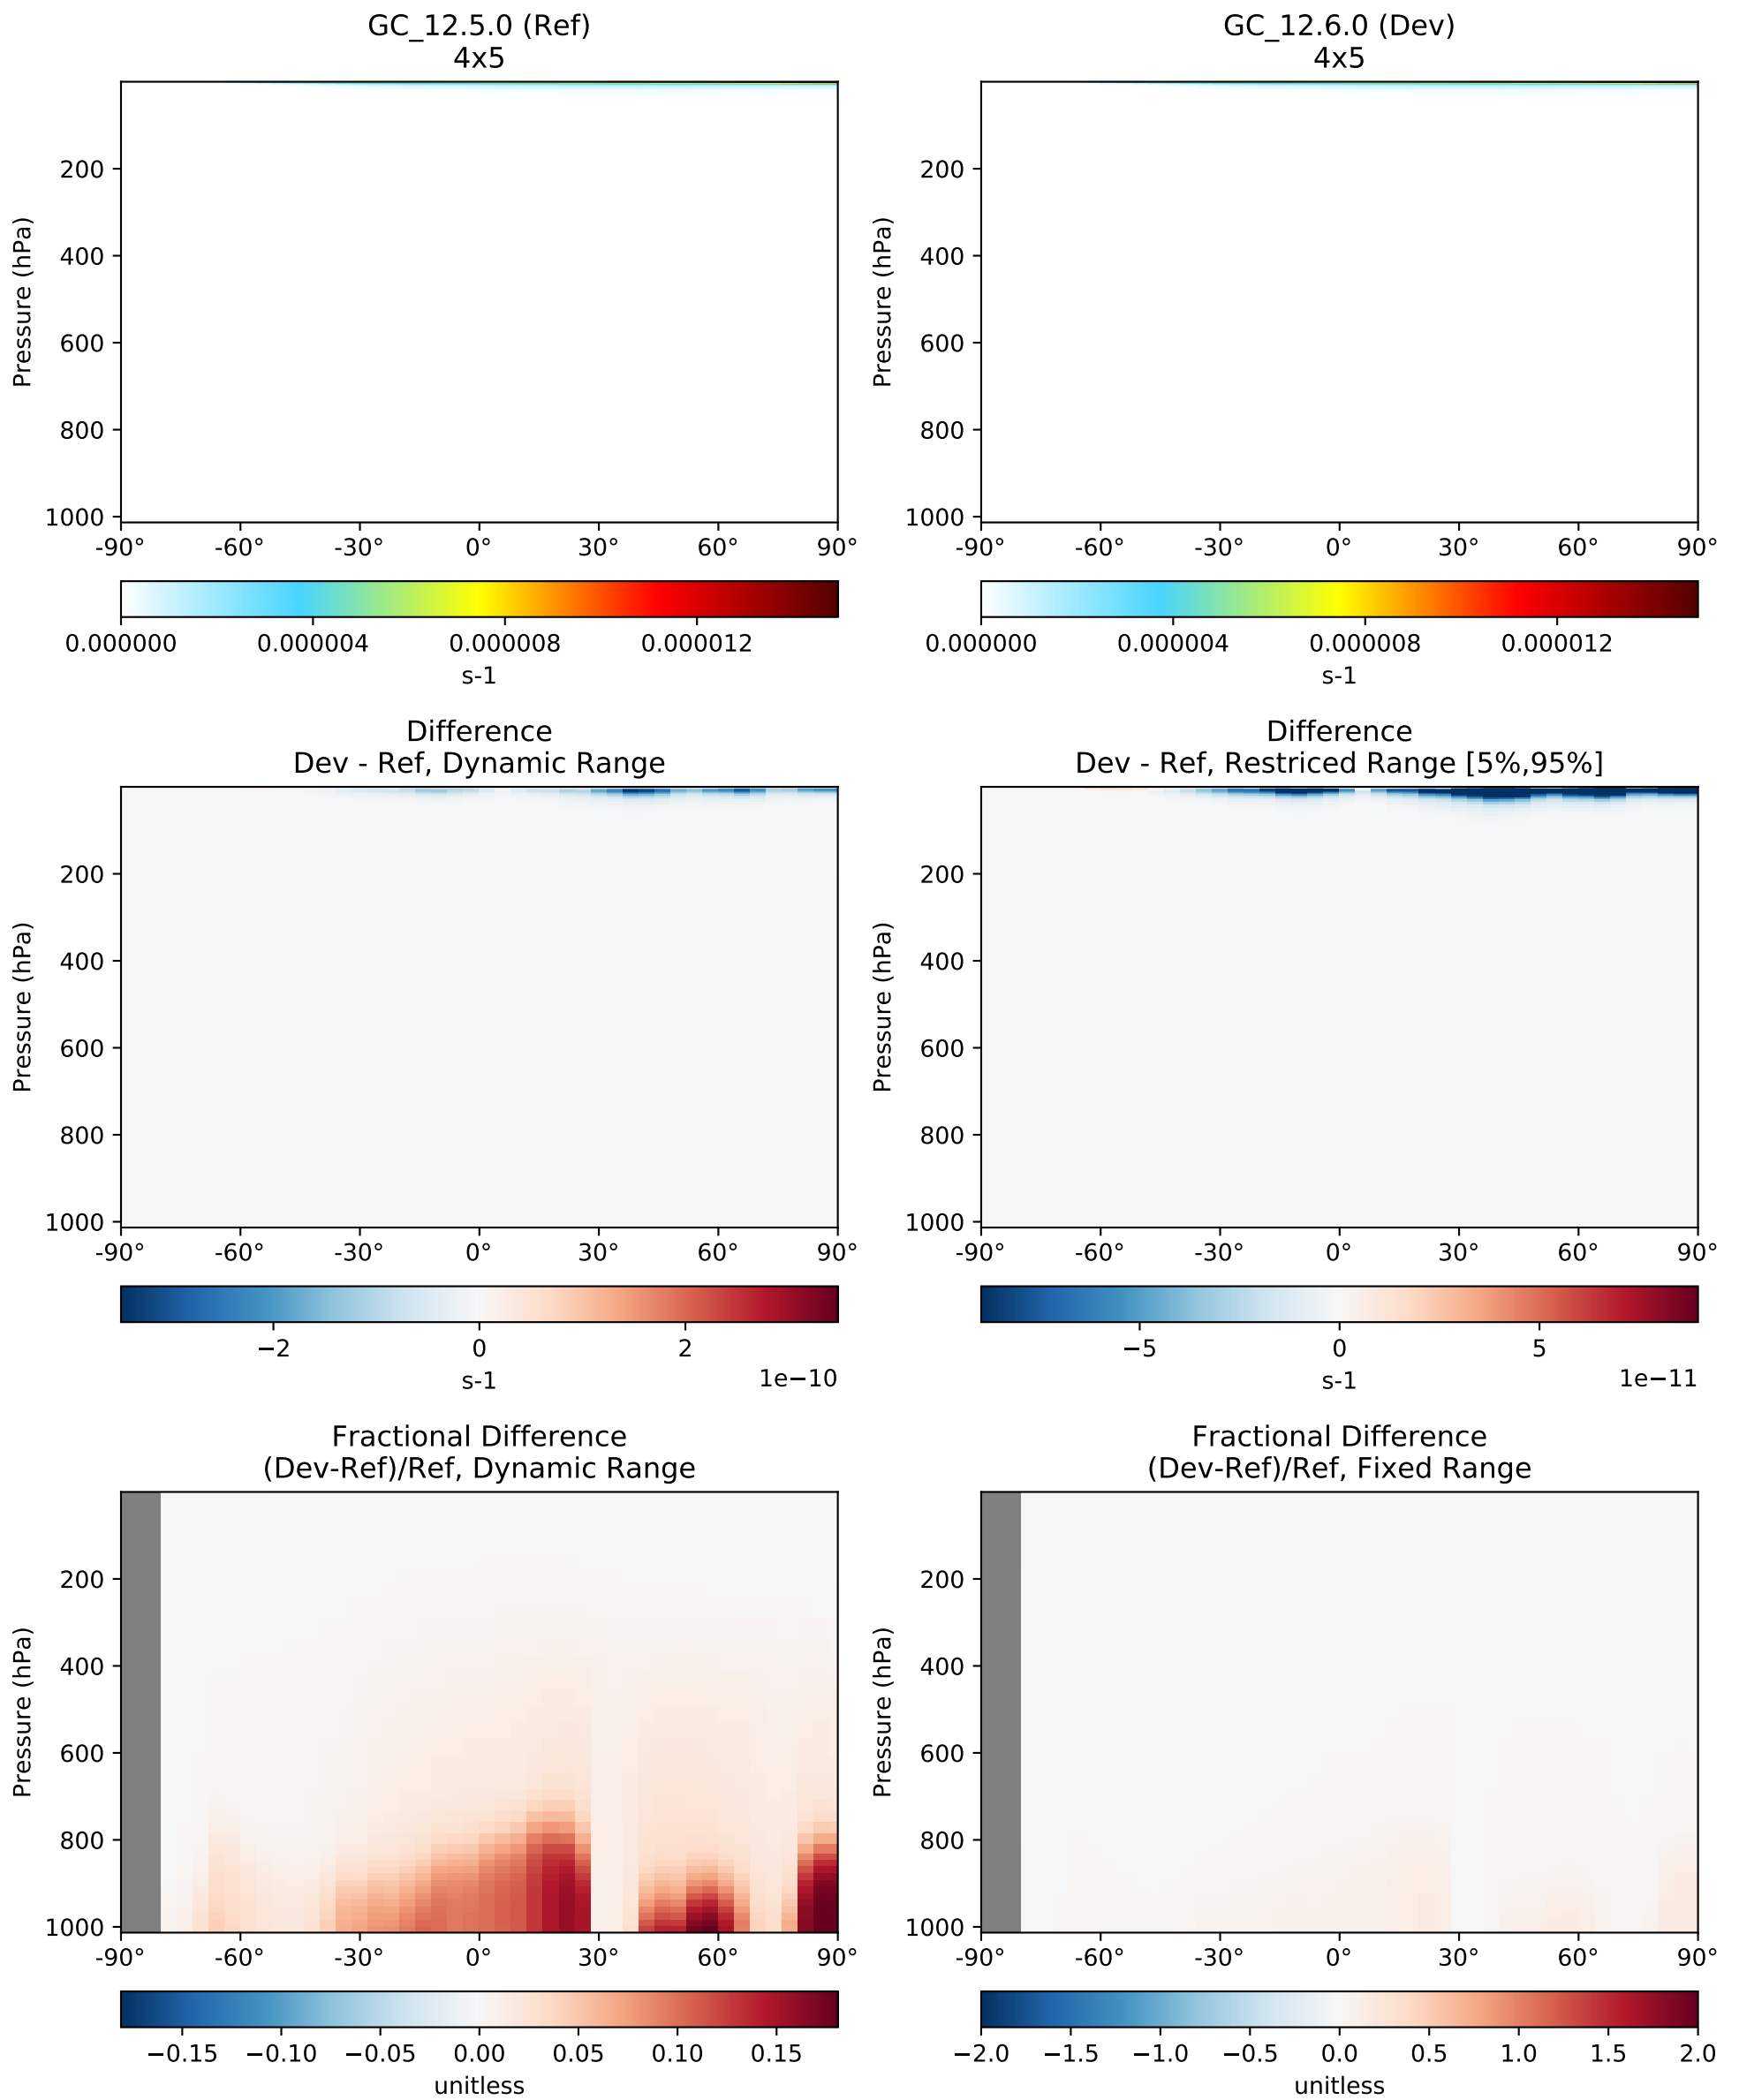 GC_12.5.0 (Ref)
4x5
GC_12.6.0 (Dev)
4x5
Pressure (hPa)
200
400
600
800
1000
-90° -60° -30° 0° 30° 60° 90°
0.000000 0.000004 0.000008 0.000012
s-1
Pressure (hPa)
200
400
600
800
1000
-90° -60° -30° 0° 30° 60° 90°
0.000000 0.000004 0.000008 0.000012
s-1
Difference
Dev - Ref, Dynamic Range
Pressure (hPa)
200
400
600
800
1000
-90° -60° -30° 0° 30° 60° 90°
−2 0 2
s-1
1e−10
Difference
Dev - Ref, Restriced Range [5%,95%]
Pressure (hPa)
200
400
600
800
1000
-90° -60° -30° 0° 30° 60° 90°
−5 0 5
s-1
1e−11
Fractional Difference
(Dev-Ref)/Ref, Dynamic Range
Pressure (hPa)
200
400
600
800
1000
-90° -60° -30° 0° 30° 60° 90°
−0.15 −0.10 −0.05 0.00 0.05 0.10 0.15
unitless
Fractional Difference
(Dev-Ref)/Ref, Fixed Range
Pressure (hPa)
200
400
600
800
1000
-90° -60° -30° 0° 30° 60° 90°
−2.0 −1.5 −1.0 −0.5 0.0 0.5 1.0 1.5 2.0
unitless